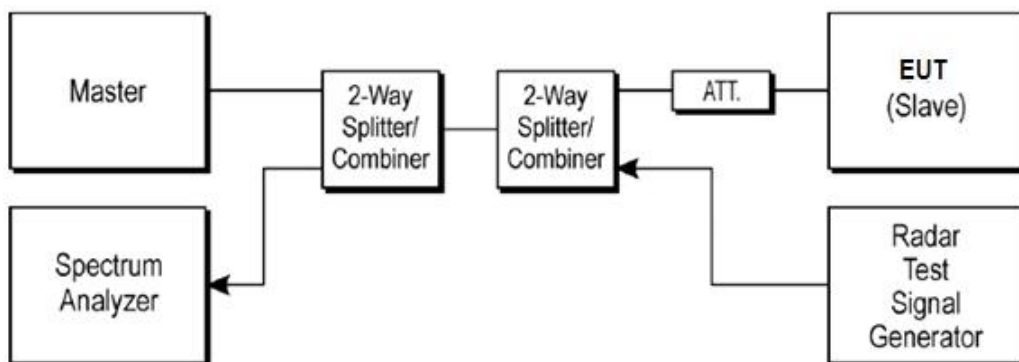 Master
2-Way
Splitter/
Combiner
2-Way
Splitter/
Combiner
ATT.
EUT
(Slave)
Spectrum
Analyzer
Radar
Test
Signal
Generator